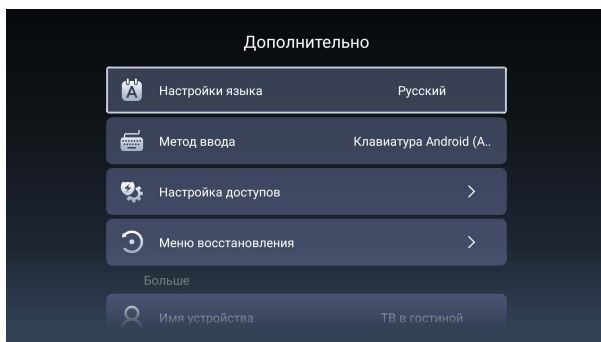 Дополнительно
Настройки языка Русский
Метод ввода Клавиатура Android (A..
Настройка доступов
Меню восстановления
Больше
Имя устройства ТВ в гостиной